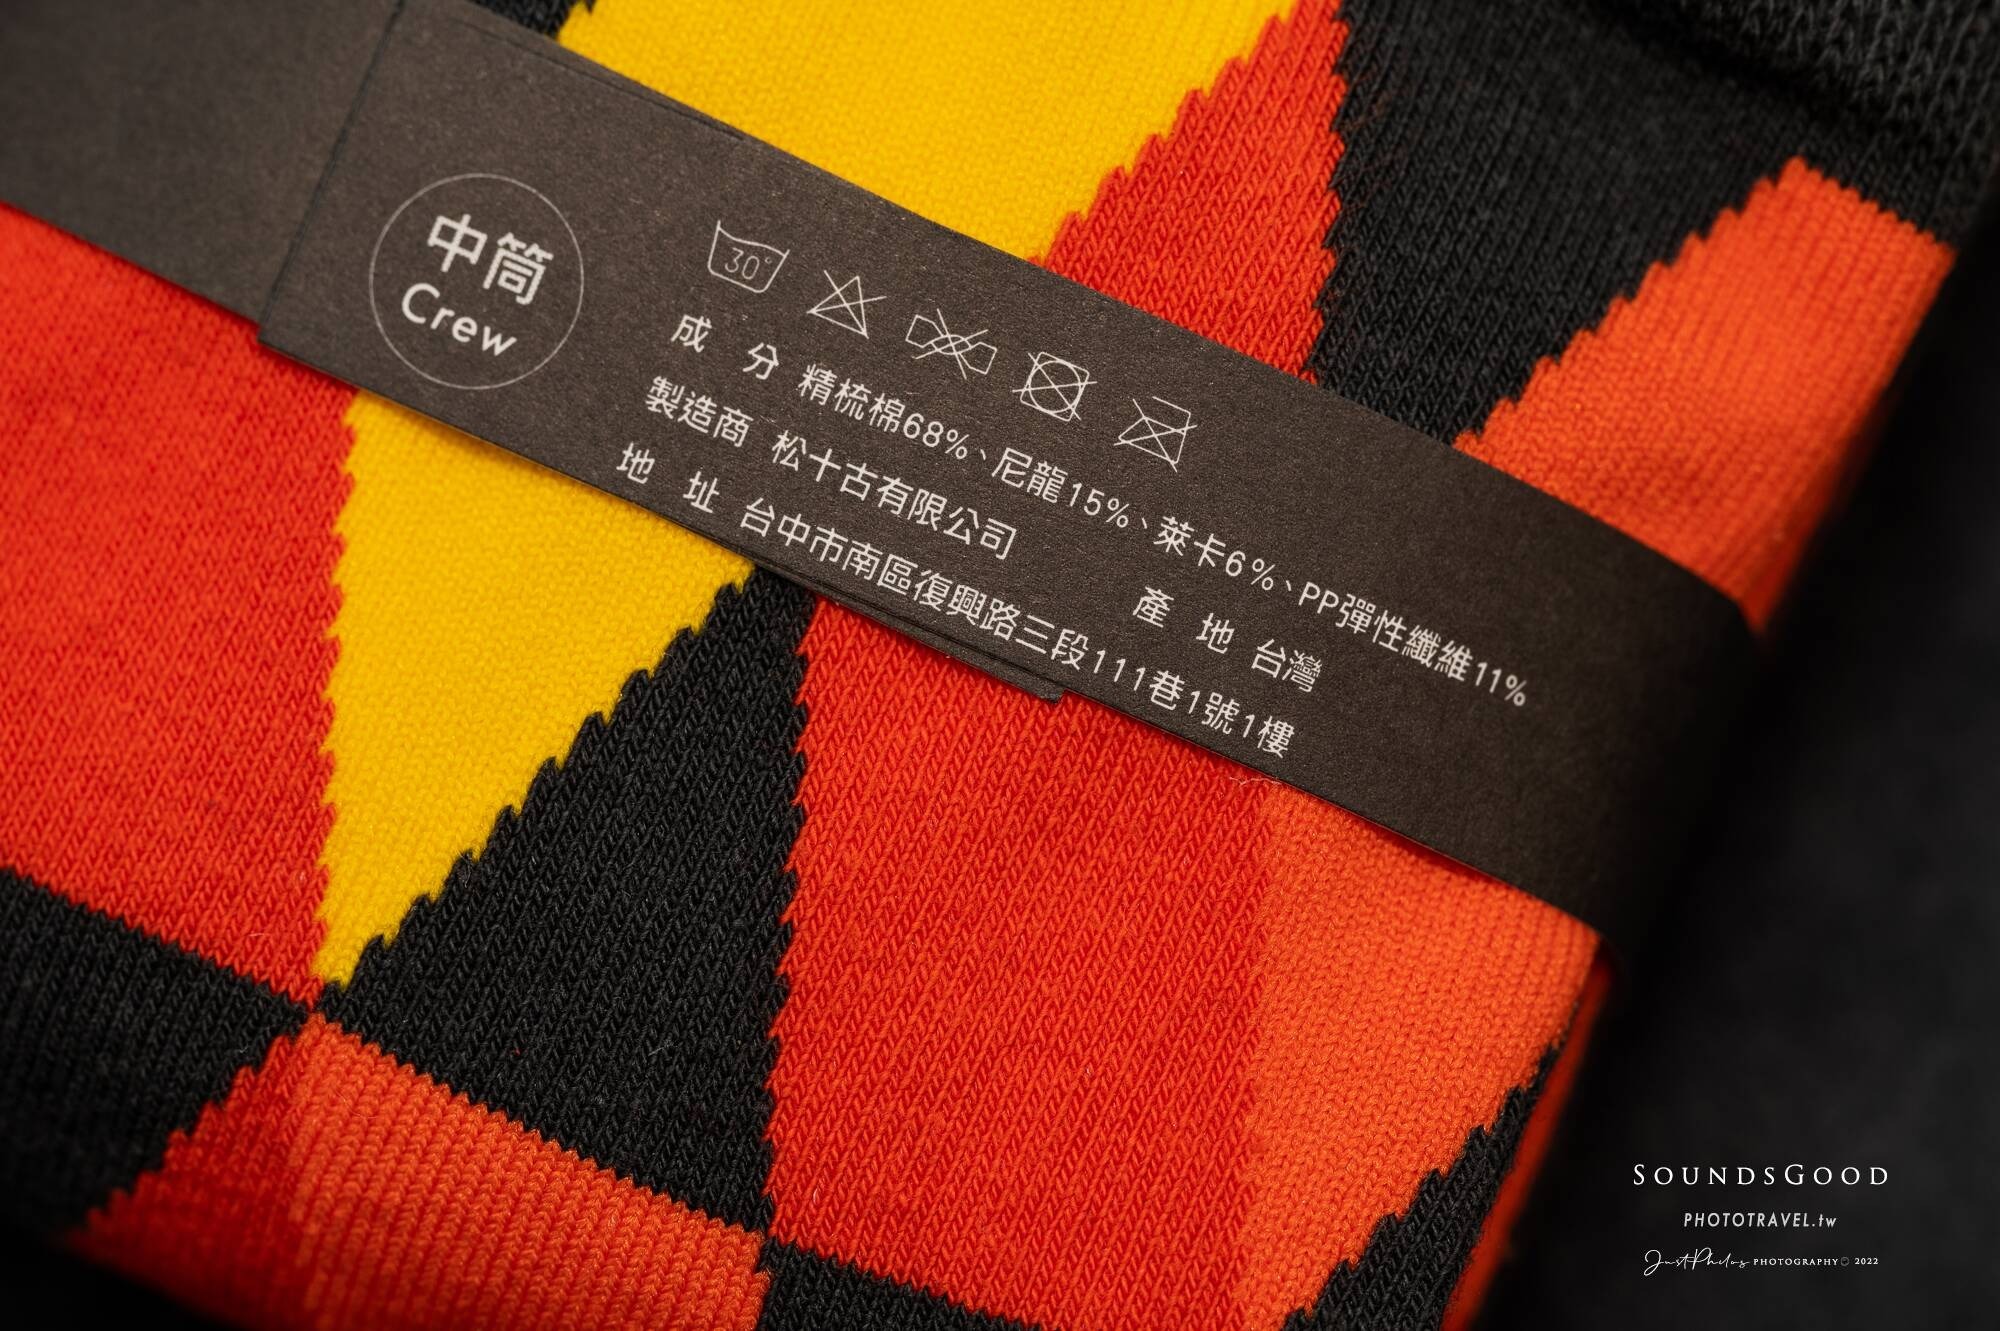 中筒
Crew
30°
成 分 精梳棉68%、尼龍15%、萊卡6%、PP彈性纖維11%
製造商 松十古有限公司 產 地 台灣
地 址 台中市南區復興路三段111巷1號1樓
SOUNDSGOOD
PHOTOTRAVEL.tw
JustPhilos PHOTOGRAPHY© 2022